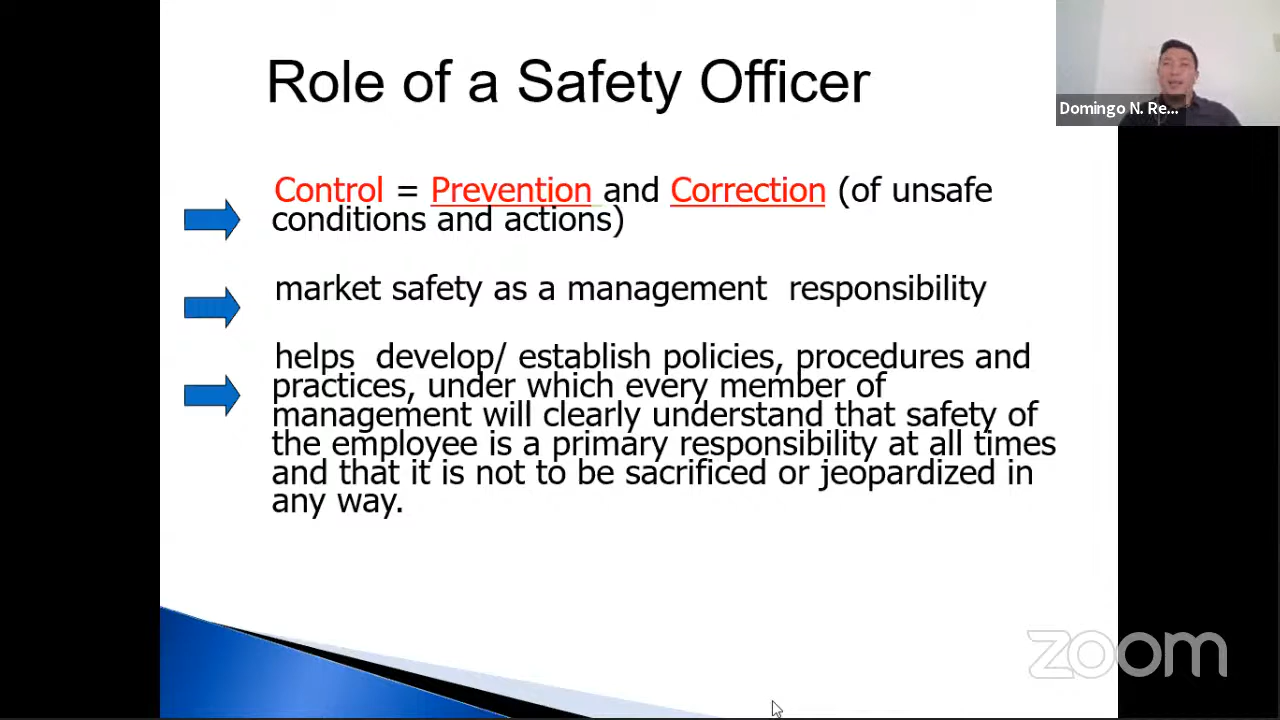 Role of a Safety Officer
Domingo N. Re...
Control = Prevention and Correction (of unsafe
conditions and actions)
market safety as a management responsibility
helps develop/ establish policies, procedures and
practices, under which every member of
management will clearly understand that safety of
the employee is a primary responsibility at all times
and that it is not to be sacrificed or jeopardized in
any way.
zoom